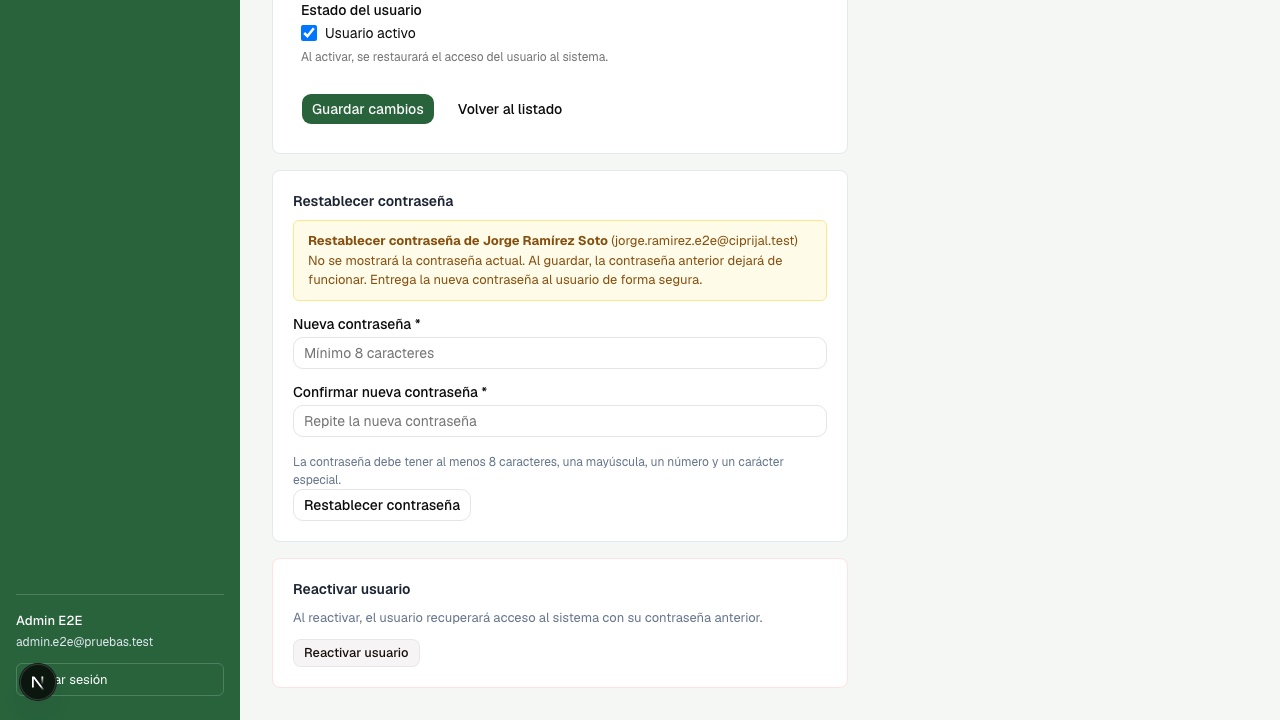 Estado del usuario
Usuario activo
Al activar, se restaurará el acceso del usuario al sistema.
Guardar cambios
Volver al listado
Restablecer contraseña
Restablecer contraseña de Jorge Ramírez Soto (jorge.ramirez.e2e@ciprijal.test)
No se mostrará la contraseña actual. Al guardar, la contraseña anterior dejará de
funcionar. Entrega la nueva contraseña al usuario de forma segura.
Nueva contraseña *
Mínimo 8 caracteres
Confirmar nueva contraseña *
Repite la nueva contraseña
La contraseña debe tener al menos 8 caracteres, una mayúscula, un número y un carácter
especial.
Restablecer contraseña
Reactivar usuario
Al reactivar, el usuario recuperará acceso al sistema con su contraseña anterior.
Reactivar usuario
Admin E2E
admin.e2e@pruebas.test
N
ar sesión